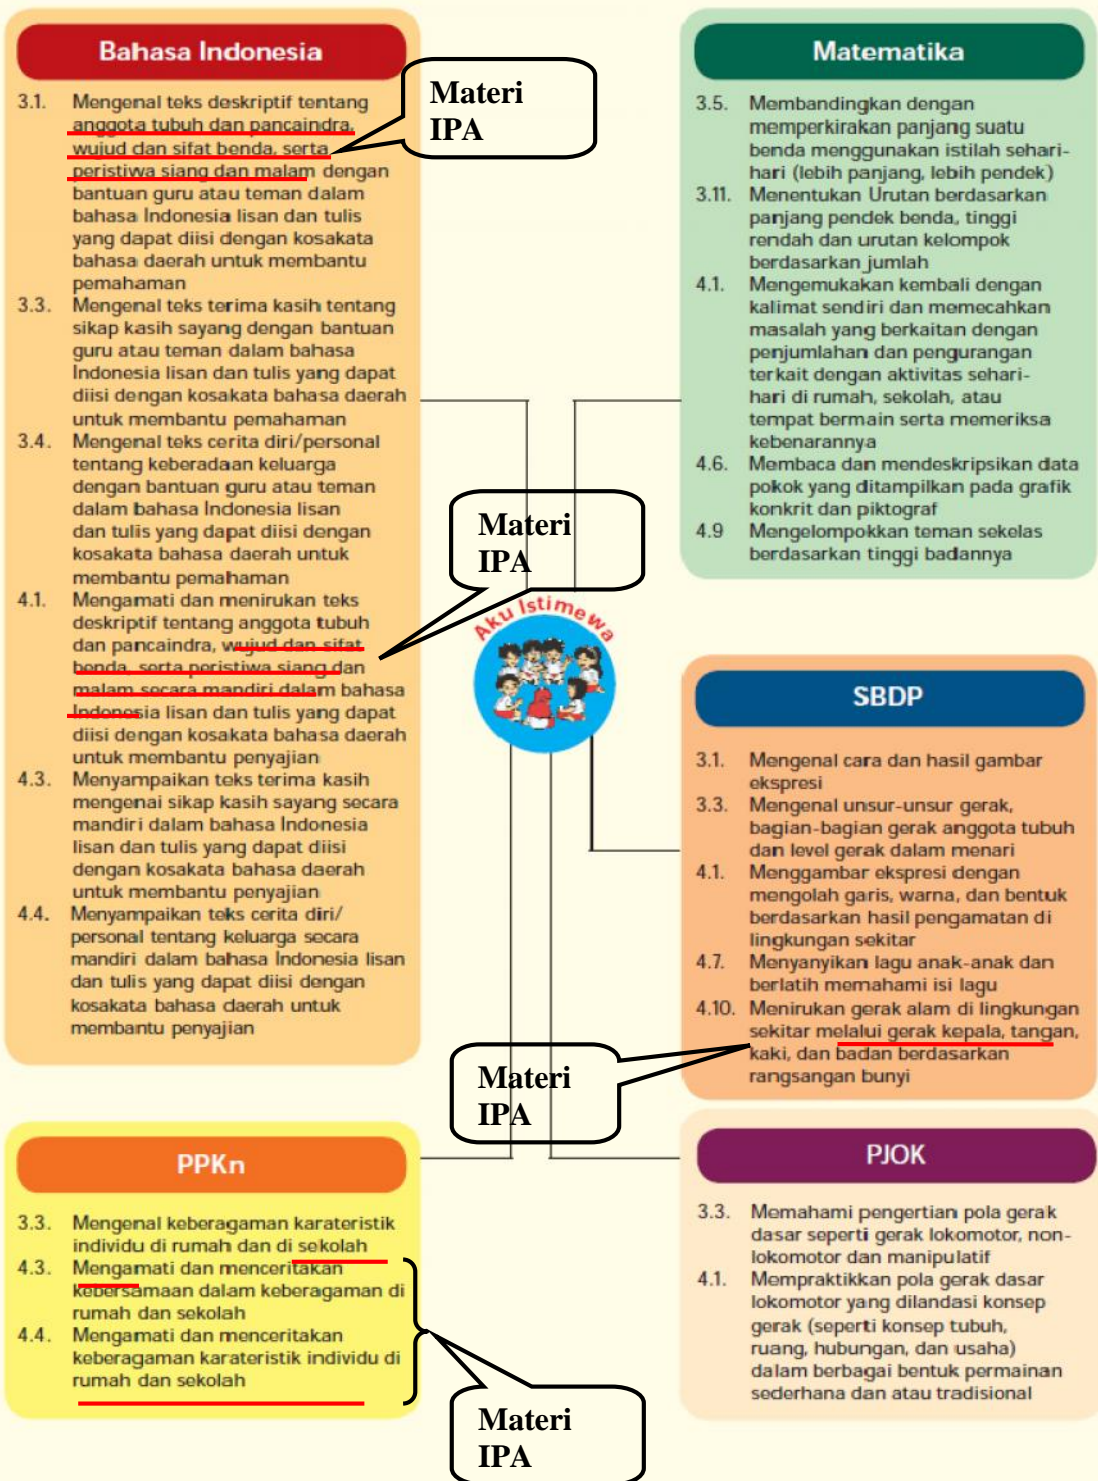 Bahasa Indonesia
3.1. Mengenal teks deskriptif tentang
anggota tubuh dan pancaindra,
wujud dan sifat benda, serta
peristiwa siang dan malam dengan
bantuan guru atau teman dalam
bahasa Indonesia lisan dan tulis
yang dapat diisi dengan kosakata
bahasa daerah untuk membantu
pemahaman
3.3. Mengenal teks terima kasih tentang
sikap kasih sayang dengan bantuan
guru atau teman dalam bahasa
Indonesia lisan dan tulis yang dapat
diisi dengan kosakata bahasa daerah
untuk membantu pemahaman
3.4. Mengenal teks cerita diri/personal
tentang keberadaan keluarga
dengan bantuan guru atau teman
dalam bahasa Indonesia lisan
dan tulis yang dapat diisi dengan
kosakata bahasa daerah untuk
membantu pemahaman
4.1. Mengamati dan menirukan teks
deskriptif tentang anggota tubuh
dan pancaindra, wujud dan sifat
benda, serta peristiwa siang dan
malam secara mandiri dalam bahasa
Indonesia lisan dan tulis yang dapat
diisi dengan kosakata bahasa daerah
untuk membantu penyajian
4.3. Menyampaikan teks terima kasih
mengenai sikap kasih sayang secara
mandiri dalam bahasa Indonesia
lisan dan tulis yang dapat diisi
dengan kosakata bahasa daerah
untuk membantu penyajian
4.4. Menyampaikan teks cerita diri/
personal tentang keluarga secara
mandiri dalam bahasa Indonesia lisan
dan tulis yang dapat diisi dengan
kosakata bahasa daerah untuk
membantu penyajian
Materi
IPA
Matematika
3.5. Membandingkan dengan
memperkirakan panjang suatu
benda menggunakan istilah sehari-
hari (lebih panjang, lebih pendek)
3.11. Menentukan Urutan berdasarkan
panjang pendek benda, tinggi
rendah dan urutan kelompok
berdasarkan jumlah
4.1. Mengemukakan kembali dengan
kalimat sendiri dan memecahkan
masalah yang berkaitan dengan
penjumlahan dan pengurangan
terkait dengan aktivitas sehari-
hari di rumah, sekolah, atau
tempat bermain serta memeriksa
kebenarannya
4.6. Membaca dan mendeskripsikan data
pokok yang ditampilkan pada grafik
konkrit dan piktograf
4.9 Mengelompokkan teman sekelas
berdasarkan tinggi badannya
Materi
IPA
Aku Istimewa
SBDP
3.1. Mengenal cara dan hasil gambar
ekspresi
3.3. Mengenal unsur-unsur gerak,
bagian-bagian gerak anggota tubuh
dan level gerak dalam menari
4.1. Menggambar ekspresi dengan
mengolah garis, warna, dan bentuk
berdasarkan hasil pengamatan di
lingkungan sekitar
4.7. Menyanyikan lagu anak-anak dan
berlatih memahami isi lagu
4.10. Menirukan gerak alam di lingkungan
sekitar melalui gerak kepala, tangan,
kaki, dan badan berdasarkan
rangsangan bunyi
Materi
IPA
PPKn
3.3. Mengenal keberagaman karateristik
individu di rumah dan di sekolah
4.3. Mengamati dan menceritakan
kebersamaan dalam keberagaman di
rumah dan sekolah
4.4. Mengamati dan menceritakan
keberagaman karateristik individu di
rumah dan sekolah
Materi
IPA
PJOK
3.3. Memahami pengertian pola gerak
dasar seperti gerak lokomotor, non-
lokomotor dan manipulatif
4.1. Mempraktikkan pola gerak dasar
lokomotor yang dilandasi konsep
gerak (seperti konsep tubuh,
ruang, hubungan, dan usaha)
dalam berbagai bentuk permainan
sederhana dan atau tradisional